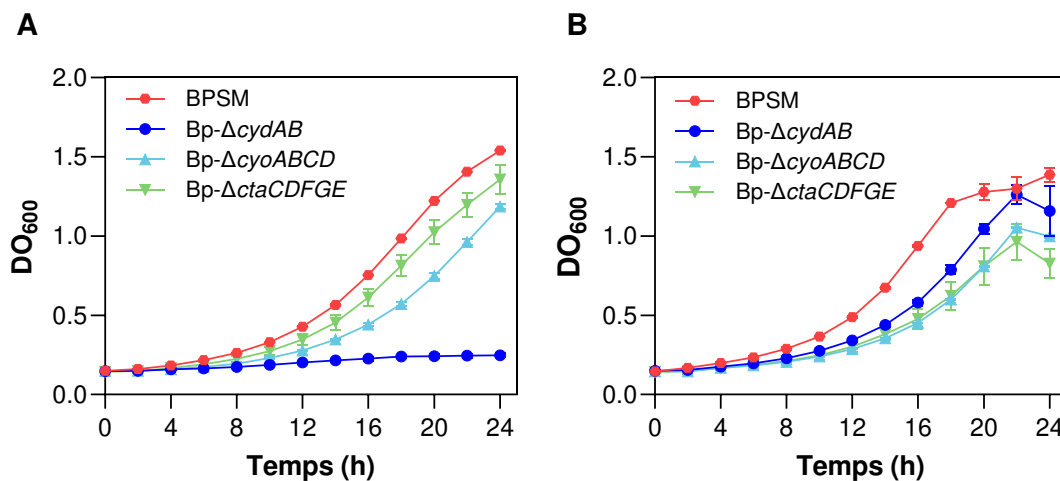 A
2.0
1.5
1.0
0.5
0.0
DO600
BPSM
Bp-ΔcydAB
Bp-ΔcyoABCD
Bp-ΔctaCDFGE
0 4 8 12 16 20 24
Temps (h)
B
2.0
1.5
1.0
0.5
0.0
DO600
BPSM
Bp-ΔcydAB
Bp-ΔcyoABCD
Bp-ΔctaCDFGE
0 4 8 12 16 20 24
Temps (h)